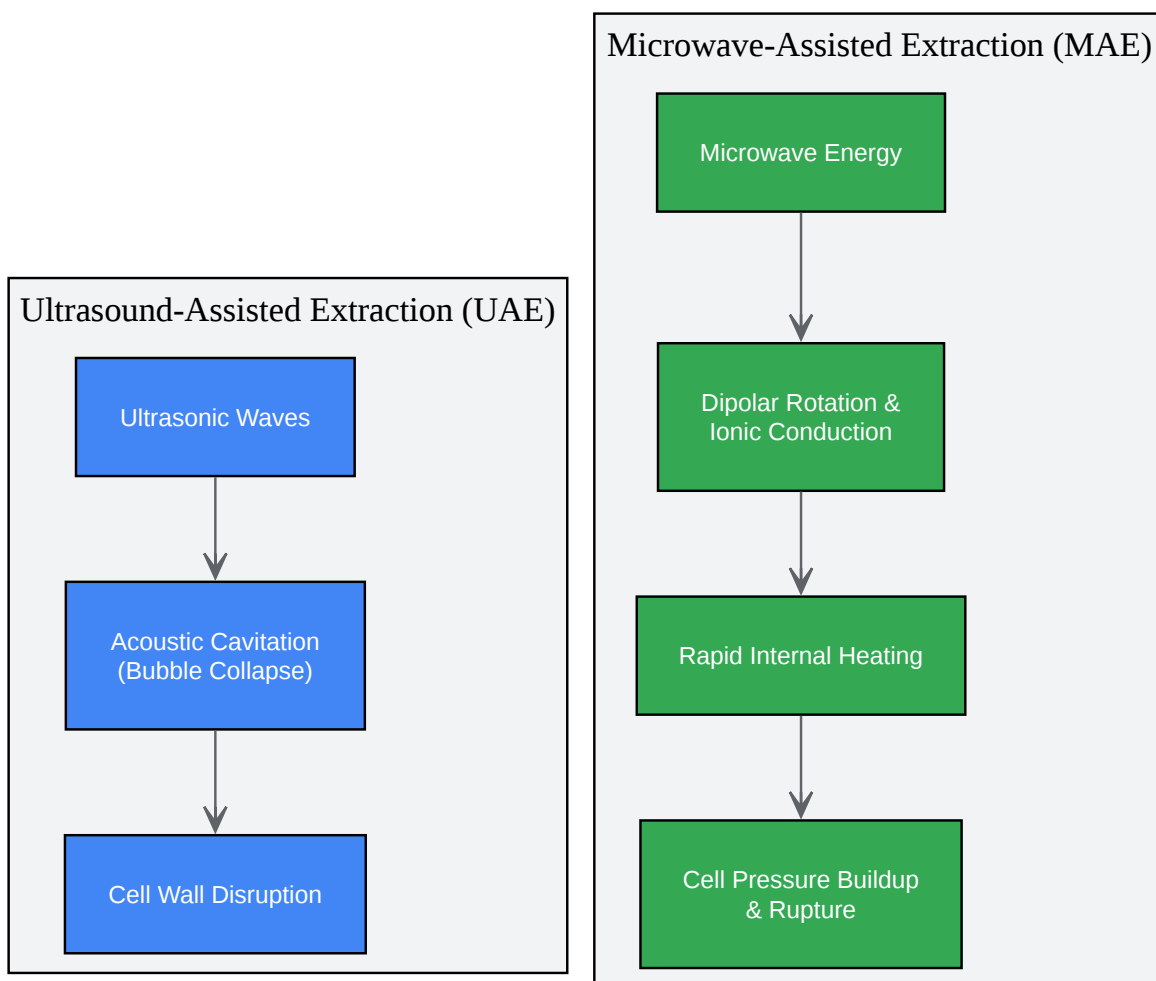 Ultrasound-Assisted Extraction (UAE)
Ultrasonic Waves
Acoustic Cavitation
(Bubble Collapse)
Cell Wall Disruption
Microwave-Assisted Extraction (MAE)
Microwave Energy
Dipolar Rotation &
Ionic Conduction
Rapid Internal Heating
Cell Pressure Buildup
& Rupture